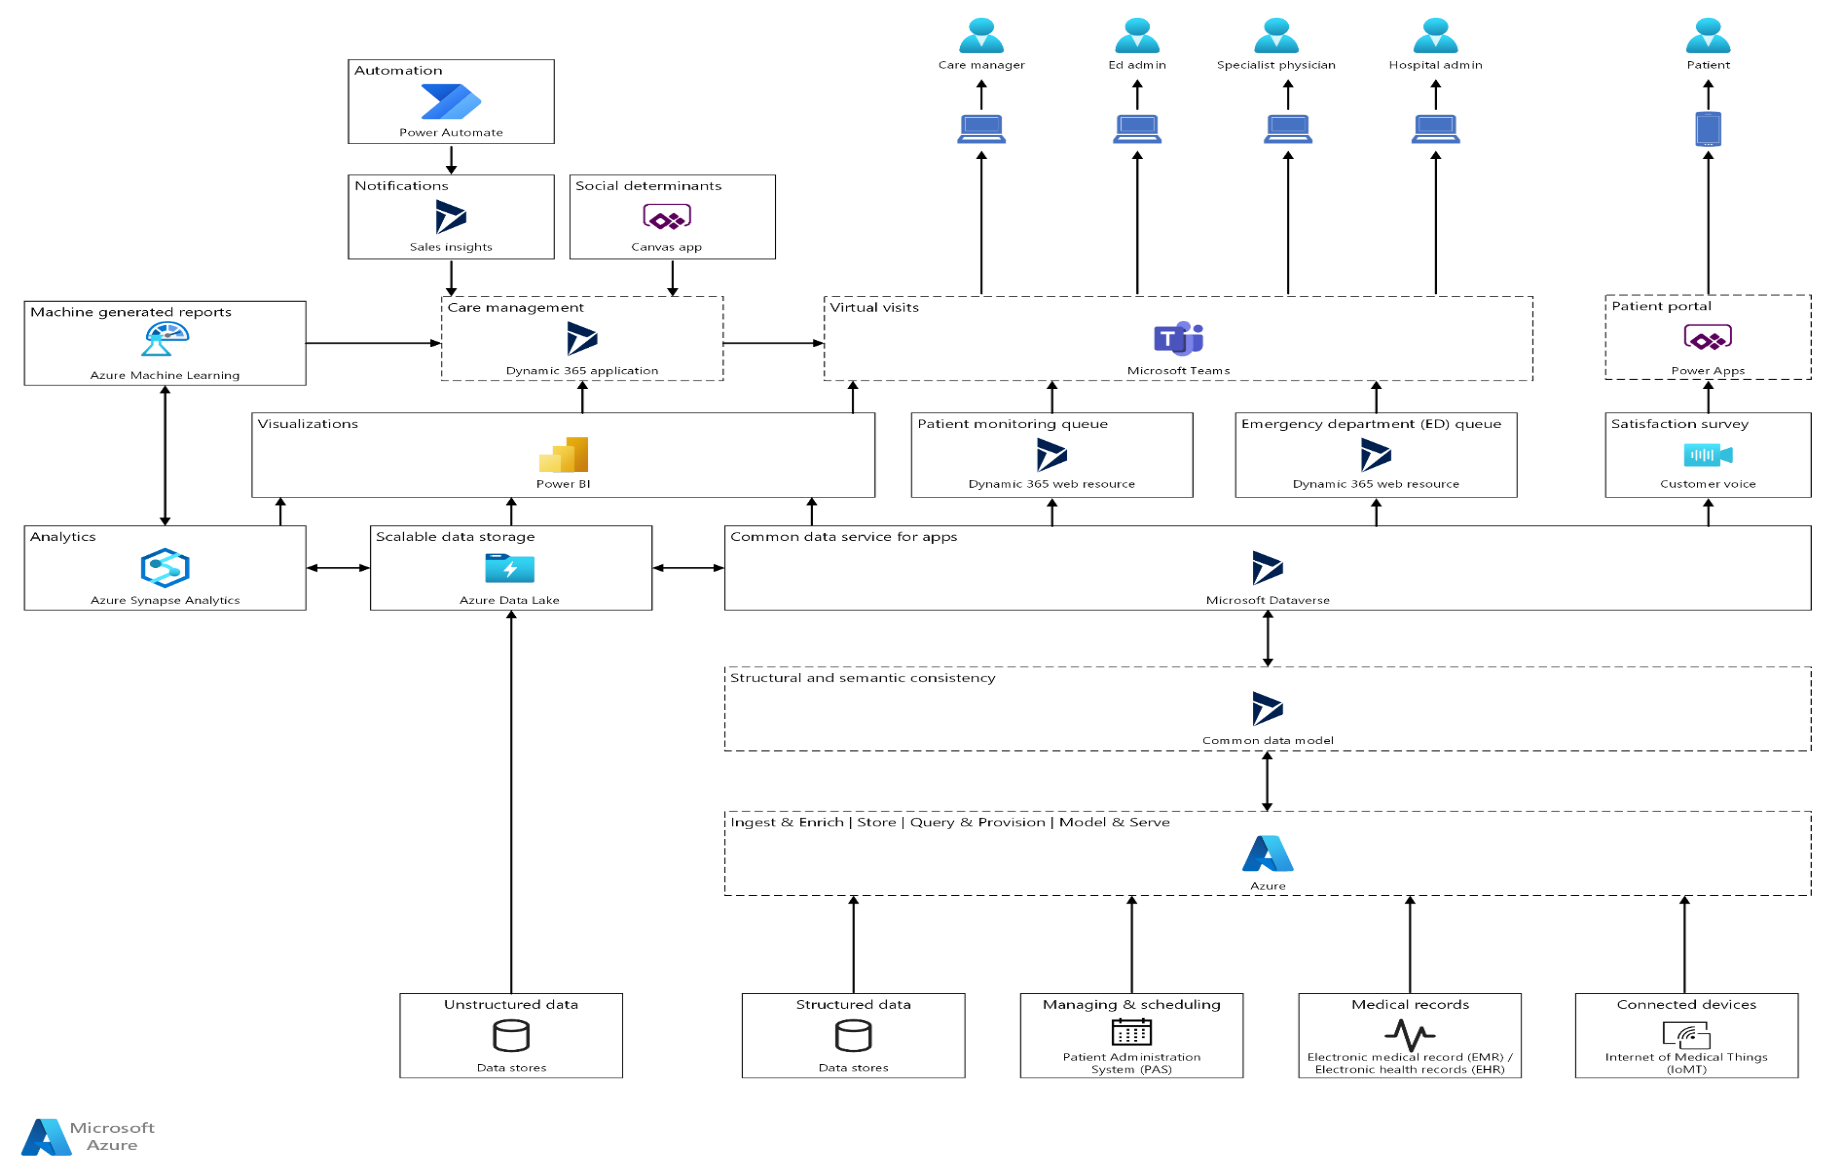 Care manager
Ed admin
Specialist physician
Hospital admin
Patient
Automation
Power Automate
Notifications
Sales insights
Social determinants
Canvas app
Machine generated reports
Azure Machine Learning
Care management
Dynamic 365 application
Virtual visits
Microsoft Teams
Patient portal
Power Apps
Visualizations
Power BI
Patient monitoring queue
Dynamic 365 web resource
Emergency department (ED) queue
Dynamic 365 web resource
Satisfaction survey
Customer voice
Analytics
Azure Synapse Analytics
Scalable data storage
Azure Data Lake
Common data service for apps
Microsoft Dataverse
Structural and semantic consistency
Common data model
Ingest & Enrich | Store | Query & Provision | Model & Serve
Azure
Unstructured data
Data stores
Structured data
Data stores
Managing & scheduling
Patient Administration
System (PAS)
Medical records
Electronic medical record (EMR) /
Electronic health records (EHR)
Connected devices
Internet of Medical Things
(IoMT)
Microsoft
Azure